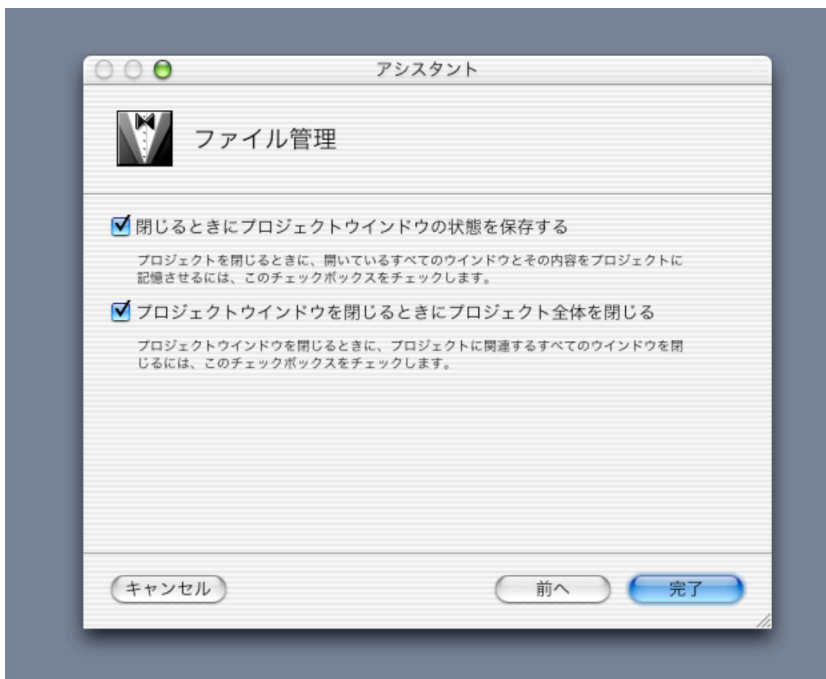 アシスタント
ファイル管理
閉じるときにプロジェクトウインドウの状態を保存する
プロジェクトを閉じるときに、開いているすべてのウインドウとその内容をプロジェクトに
記憶させるには、このチェックボックスをチェックします。
プロジェクトウインドウを閉じるときにプロジェクト全体を閉じる
プロジェクトウインドウを閉じるときに、プロジェクトに関連するすべてのウインドウを閉
じるには、このチェックボックスをチェックします。
キャンセル
前へ
完了